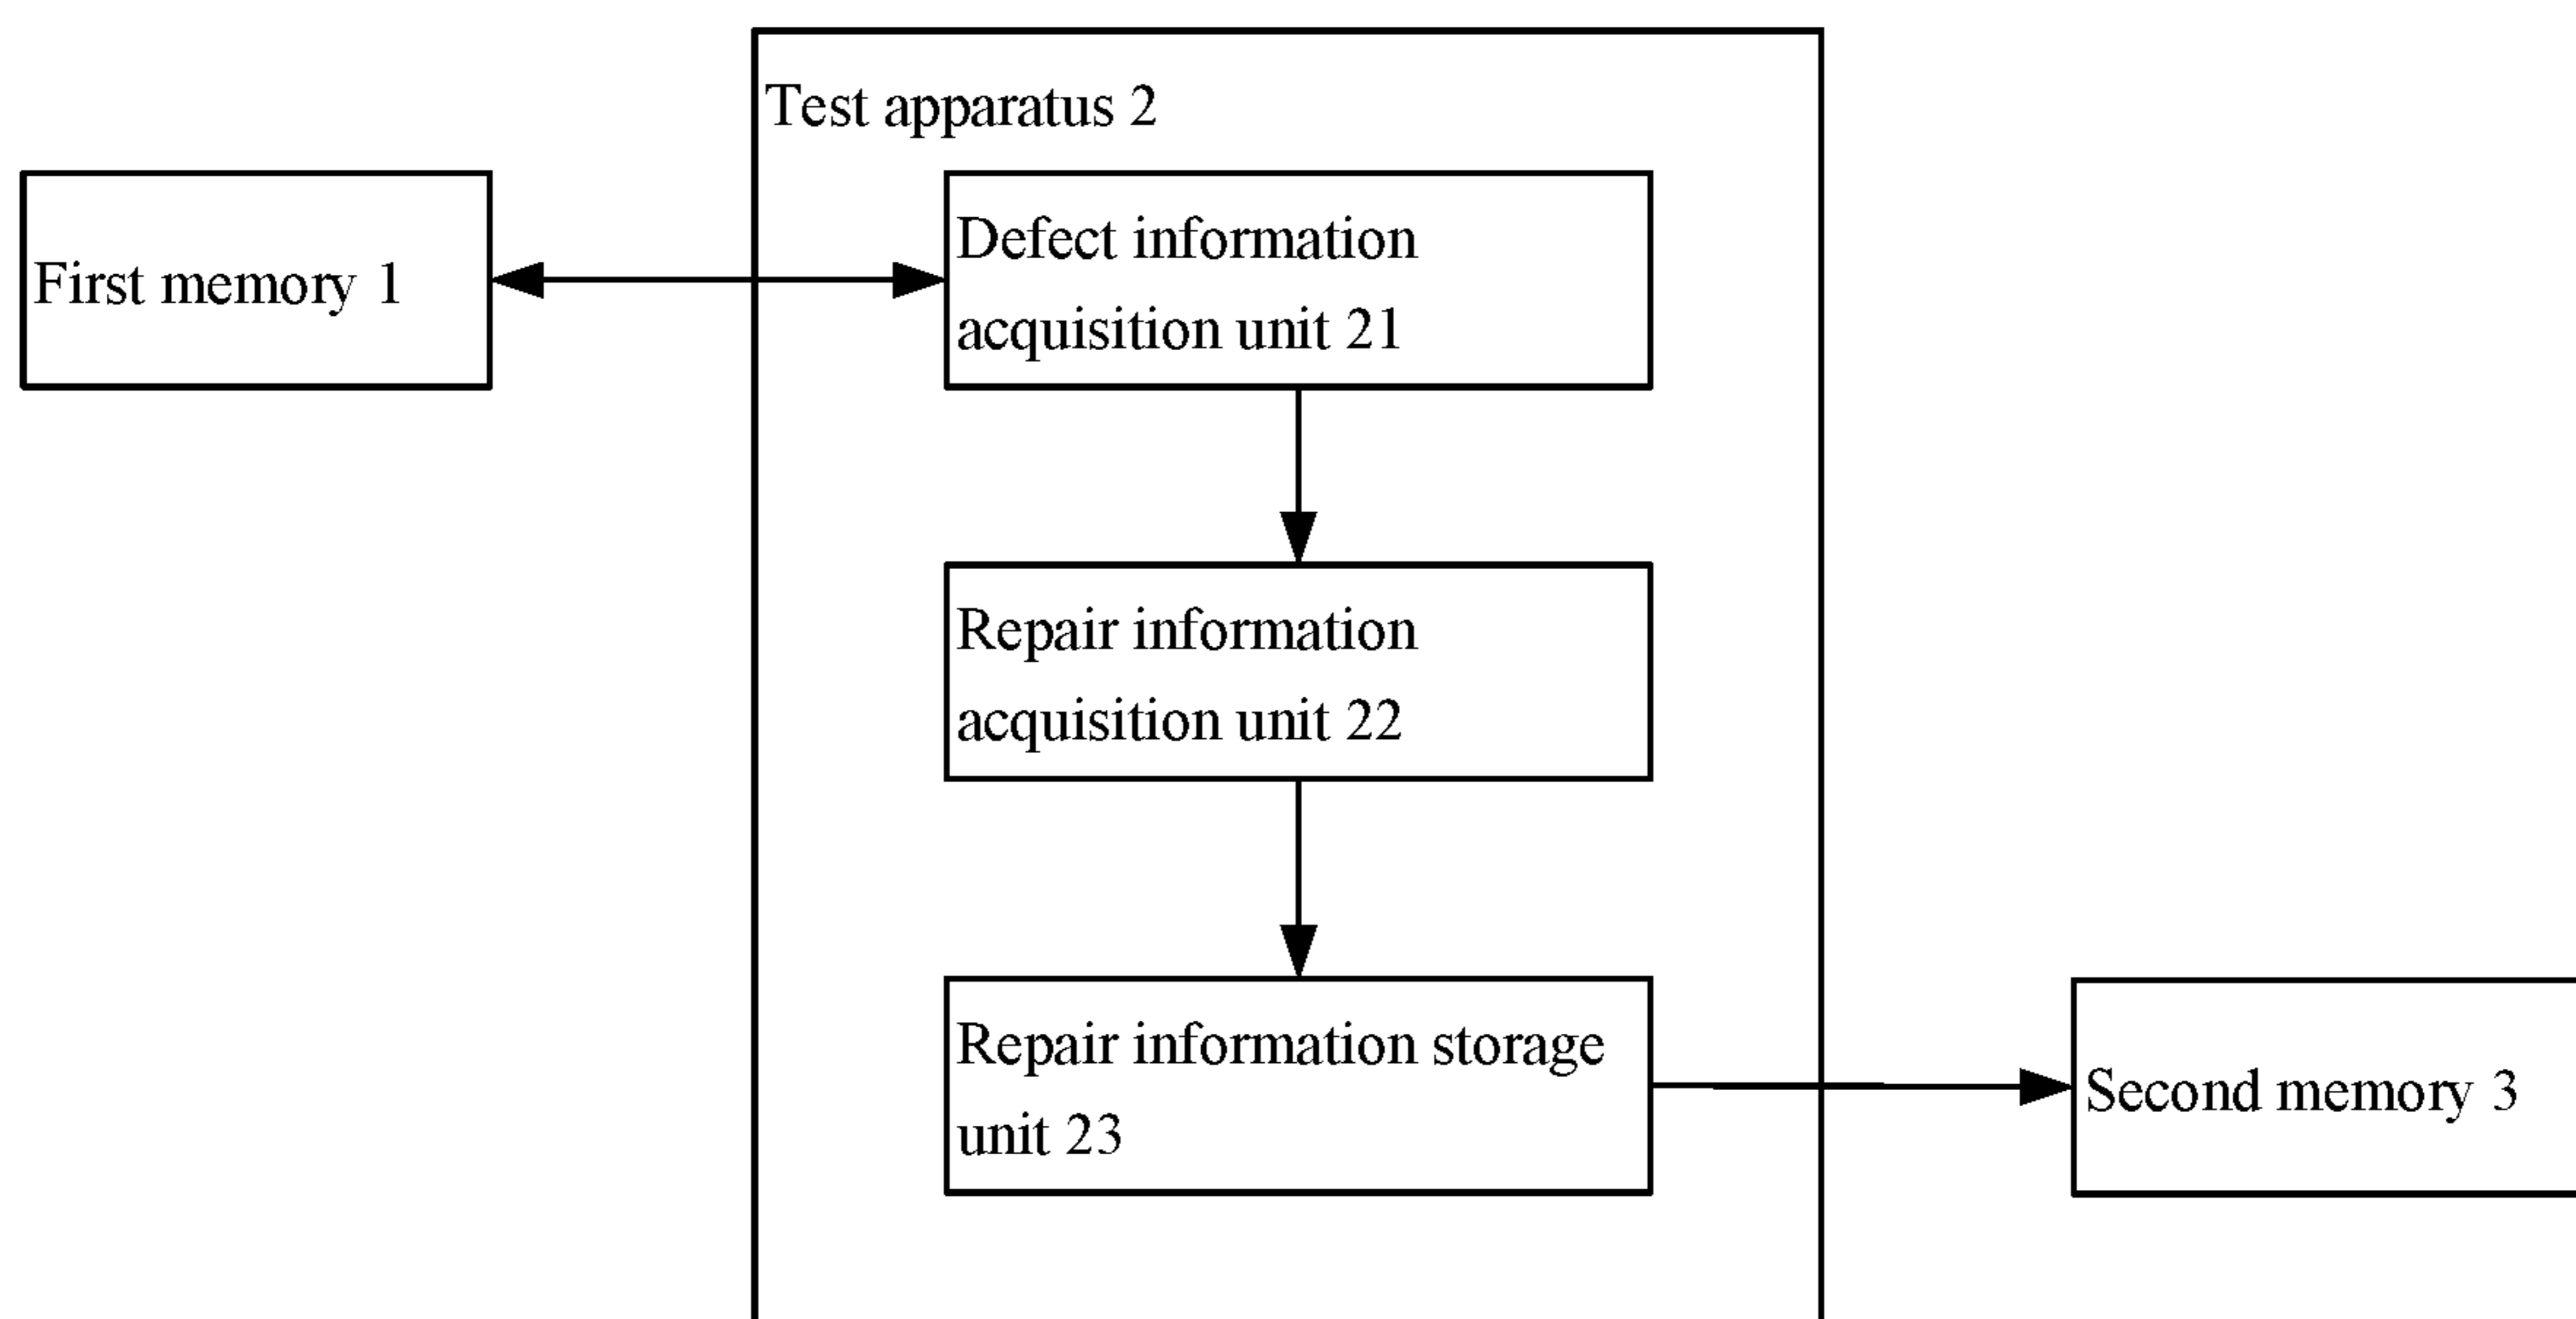 Test apparatus 2
First memory 1
Defect information
acquisition unit 21
Repair information
acquisition unit 22
Repair information storage
unit 23
Second memory 3